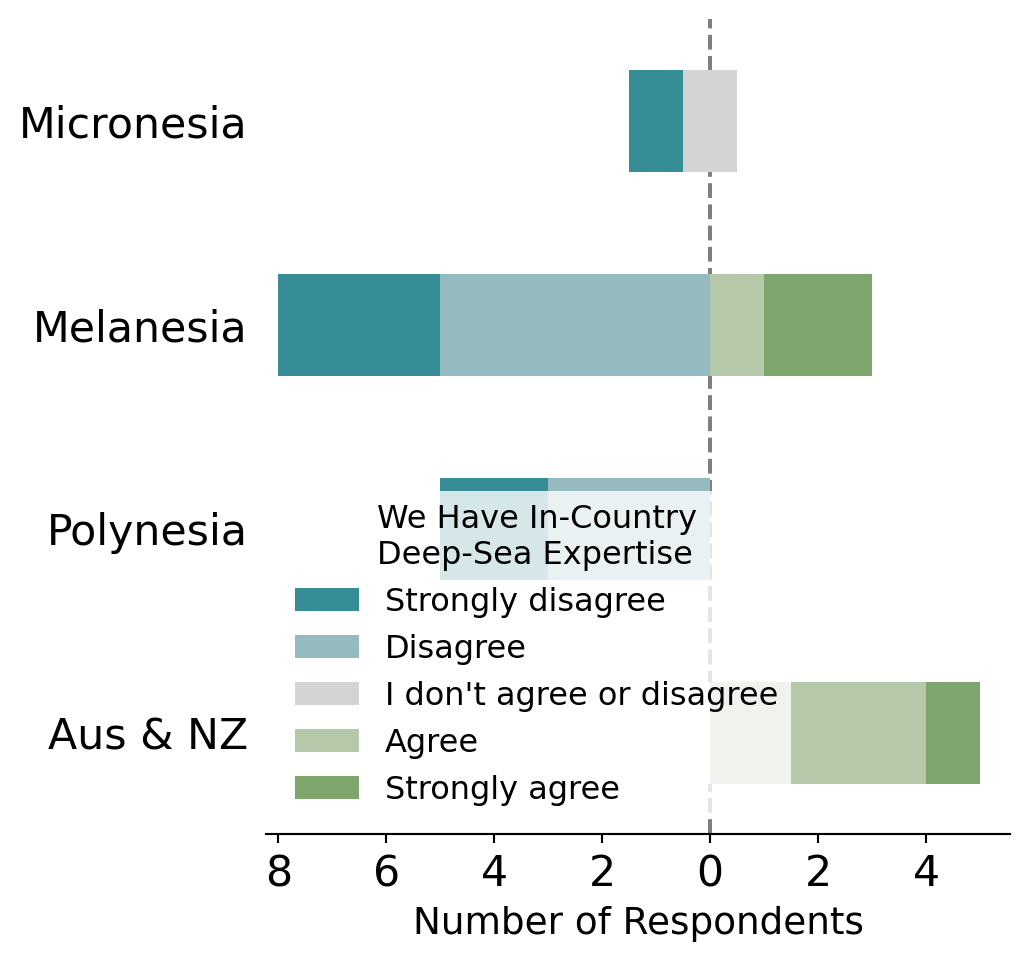 Micronesia
Melanesia
Polynesia
Aus & NZ
We Have In-Country
Deep-Sea Expertise
Strongly disagree
Disagree
I don't agree or disagree
Agree
Strongly agree
8 6 4 2 0 2 4
Number of Respondents